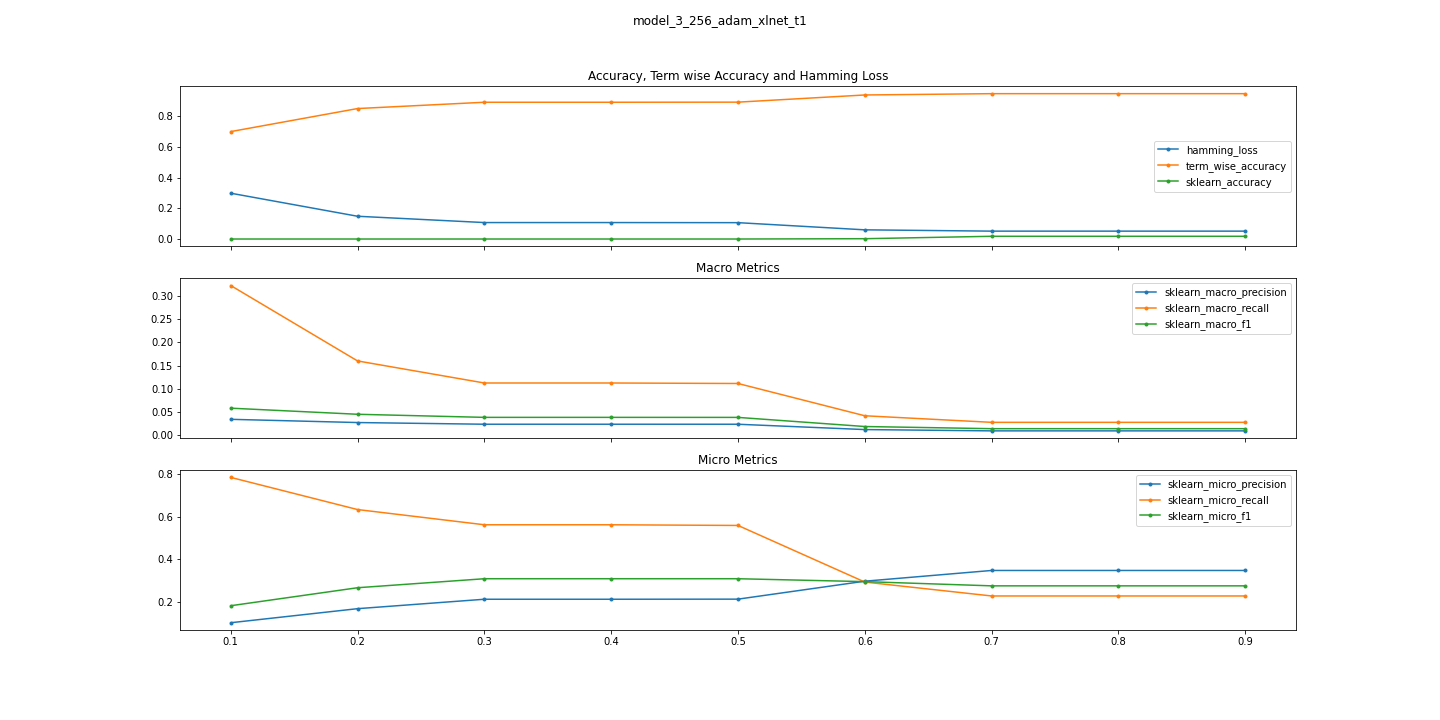 model_3_256_adam_xlnet_t1
Accuracy, Term wise Accuracy and Hamming Loss
0.8
0.6
0.4
0.2
0.0
hamming_loss
term_wise_accuracy
sklearn_accuracy
Macro Metrics
0.30
0.25
0.20
0.15
0.10
0.05
0.00
sklearn_macro_precision
sklearn_macro_recall
sklearn_macro_f1
Micro Metrics
0.8
0.6
0.4
0.2
sklearn_micro_precision
sklearn_micro_recall
sklearn_micro_f1
0.1 0.2 0.3 0.4 0.5 0.6 0.7 0.8 0.9